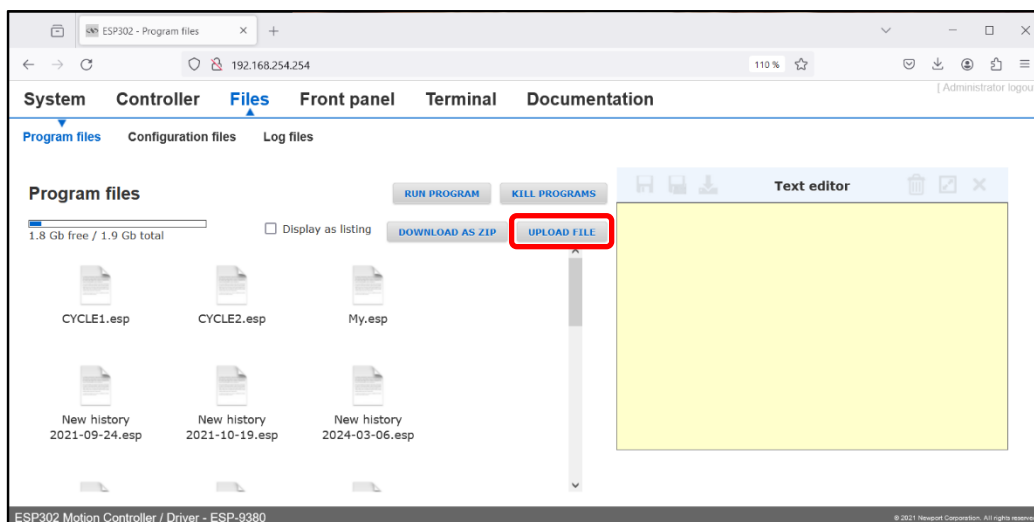 ESP302 - Program files
192.168.254.254
110 %
[ Administrator logou
System Controller Files Front panel Terminal Documentation
Program files Configuration files Log files
Program files
RUN PROGRAM KILL PROGRAMS
Text editor
1.8 Gb free / 1.9 Gb total
Display as listing
DOWNLOAD AS ZIP UPLOAD FILE
CYCLE1.esp CYCLE2.esp My.esp
New history New history New history
2021-09-24.esp 2021-10-19.esp 2024-03-06.esp
ESP302 Motion Controller / Driver - ESP-9380
© 2021 Newport Corporation. All rights reserve